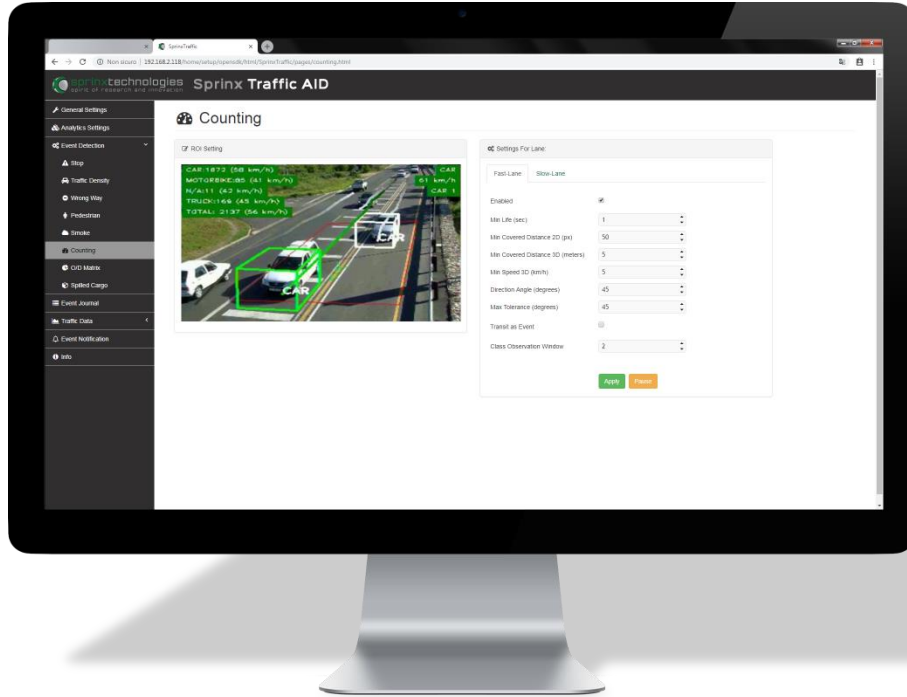 SprinxTraffic
Non sicuro | 192.168.2.118/home/setup/openedb/html/SprinxTraffic/pages/counting.html
sprinxtechnologies
spirit of research and innovation
Sprinx Traffic AID
General Settings
Analytics Settings
Event Detection
Stop
Traffic Density
Wrong Way
Pedestrian
Smoke
Counting
O/D Matrix
Spilled Cargo
Event Journal
Traffic Data
Event Notification
Info
Counting
ROI Setting
CAR:1872 (58 km/h)
MOTORBIKE:85 (41 km/h)
N/A:11 (42 km/h)
TRUCK:169 (45 km/h)
TOTAL: 2137 (56 km/h)
CAR
61 km/h
CAR 1
CAR
CAR
Settings For Lane:
Fast-Lane Slow-Lane
Enabled
Min Life (sec) 1
Min Covered Distance 2D (px) 50
Min Covered Distance 3D (meters) 5
Min Speed 3D (km/h) 5
Direction Angle (degrees) 45
Max Tolerance (degrees) 45
Transit as Event
Class Observation Window 2
Apply Pause